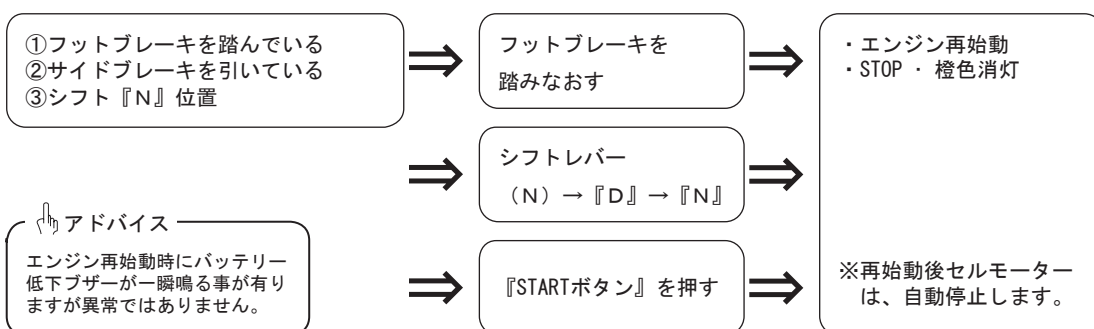 ①フットブレーキを踏んでいる
②サイドブレーキを引いている
③シフト『N』位置
フットブレーキを
踏みなおす
・エンジン再始動
・STOP · 橙色消灯
シフトレバー
（N）→『D』→『N』
アドバイス
エンジン再始動時にバッテリー
低下ブザーが一瞬鳴る事が有り
ますが異常ではありません。
『STARTボタン』を押す
※再始動後セルモーター
は、自動停止します。